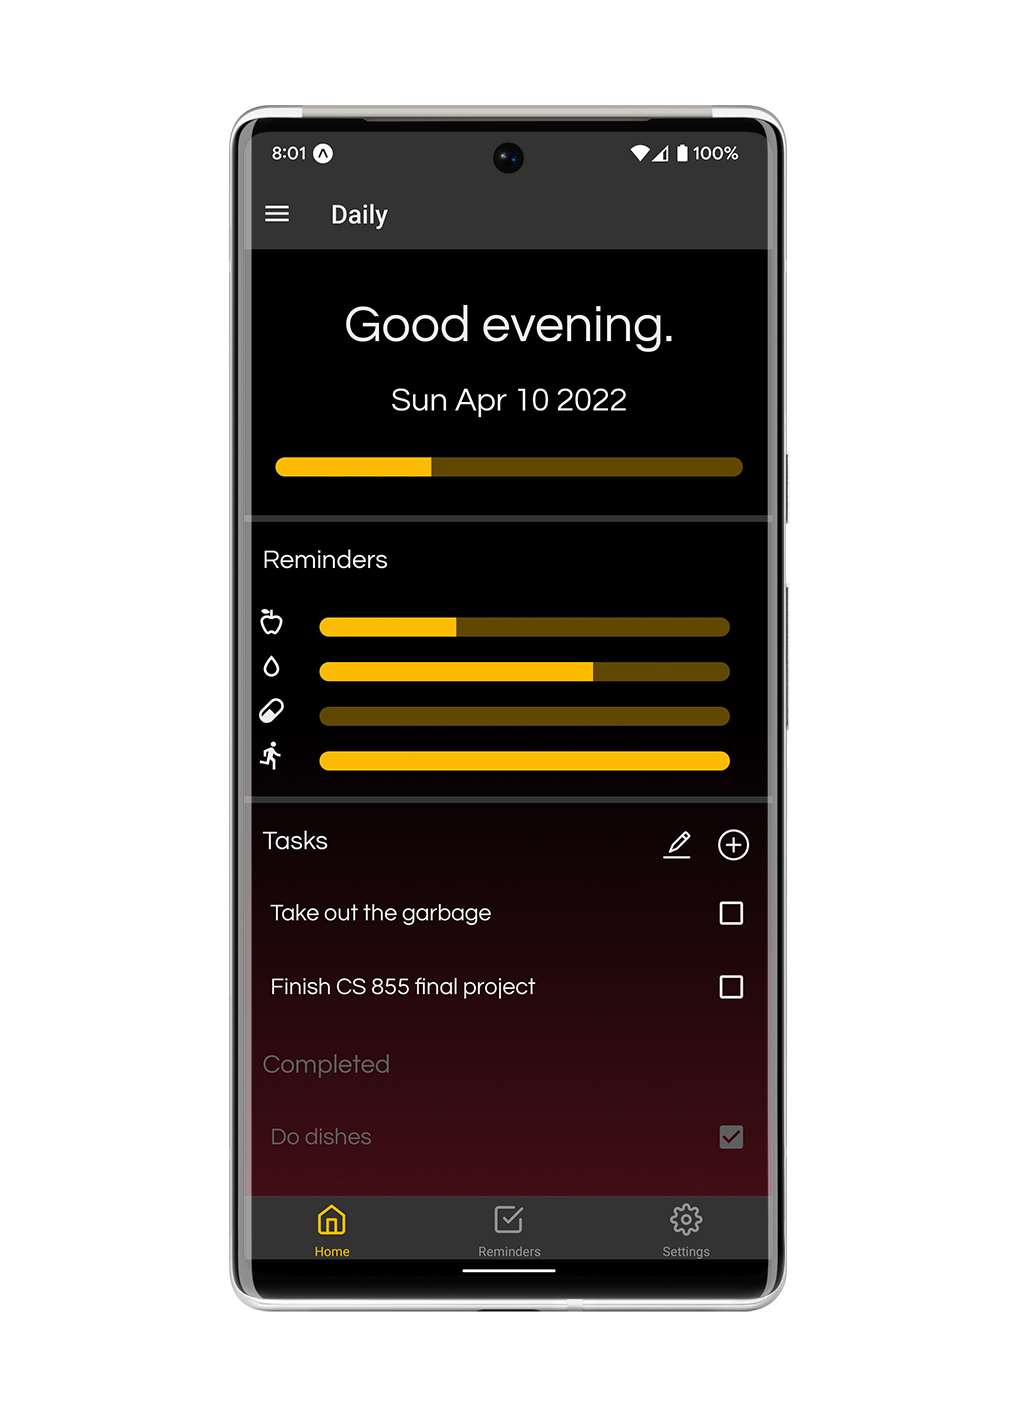 8:01 100%
Daily
Good evening.
Sun Apr 10 2022
Reminders
Tasks
Take out the garbage
Finish CS 855 final project
Completed
Do dishes
Home Reminders Settings